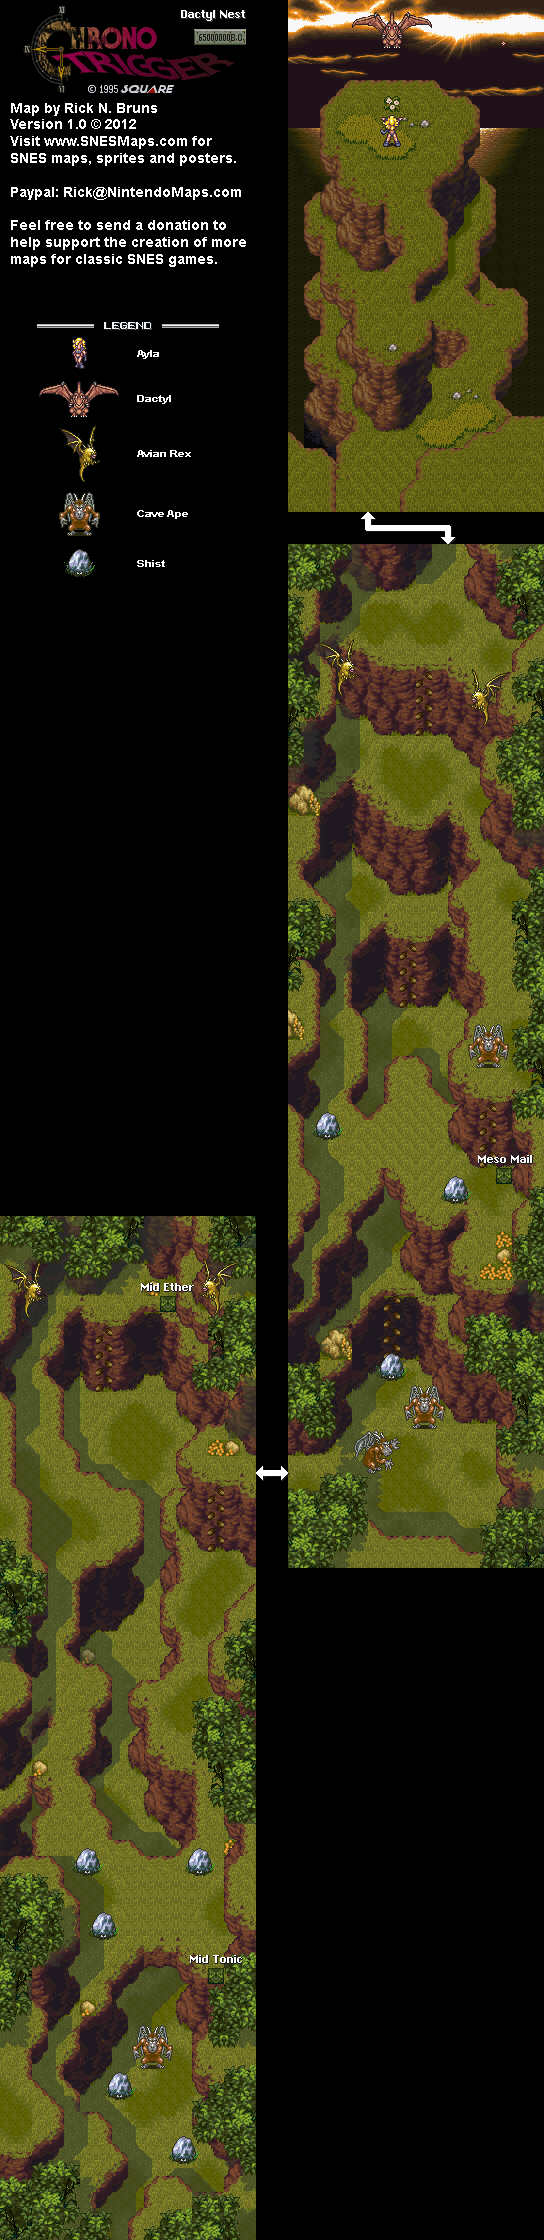 Dactyl Nest
CHRONO
TRIGGER
65000000B.C.
© 1995 SQUARE
Map by Rick N. Bruns
Version 1.0 © 2012
Visit www.SNESMaps.com for
SNES maps, sprites and posters.
Paypal: Rick@NintendoMaps.com
Feel free to send a donation to
help support the creation of more
maps for classic SNES games.
LEGEND
Ayla
Dactyl
Avian Rex
Cave Ape
Shist
Meso Mail
Mid Ether
Mid Tonic